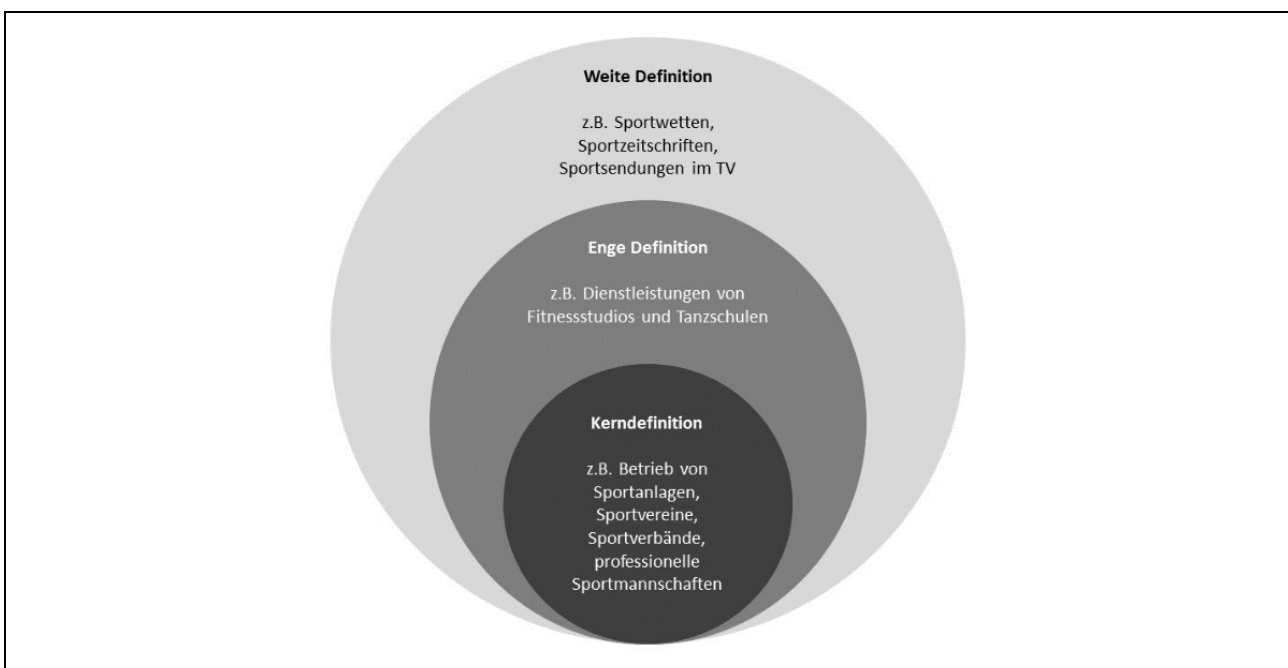 Weite Definition
z.B. Sportwetten,
Sportzeitschriften,
Sportsendungen im TV
Enge Definition
z.B. Dienstleistungen von
Fitnessstudios und Tanzschulen
Kerndefinition
z.B. Betrieb von
Sportanlagen,
Sportvereine,
Sportverbände,
professionelle
Sportmannschaften